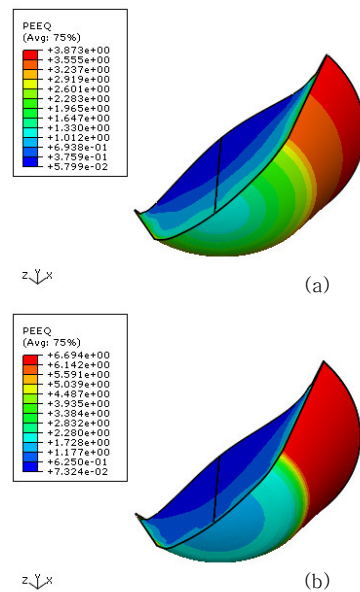 PEEQ
(Avg: 75%)
+3.873e+00
+3.555e+00
+3.237e+00
+2.919e+00
+2.601e+00
+2.283e+00
+1.965e+00
+1.647e+00
+1.330e+00
+1.012e+00
+6.938e-01
+3.759e-01
+5.799e-02
Z Y X
(a)
PEEQ
(Avg: 75%)
+6.694e+00
+6.142e+00
+5.591e+00
+5.039e+00
+4.487e+00
+3.935e+00
+3.384e+00
+2.832e+00
+2.280e+00
+1.728e+00
+1.177e+00
+6.250e-01
+7.324e-02
Z Y X
(b)